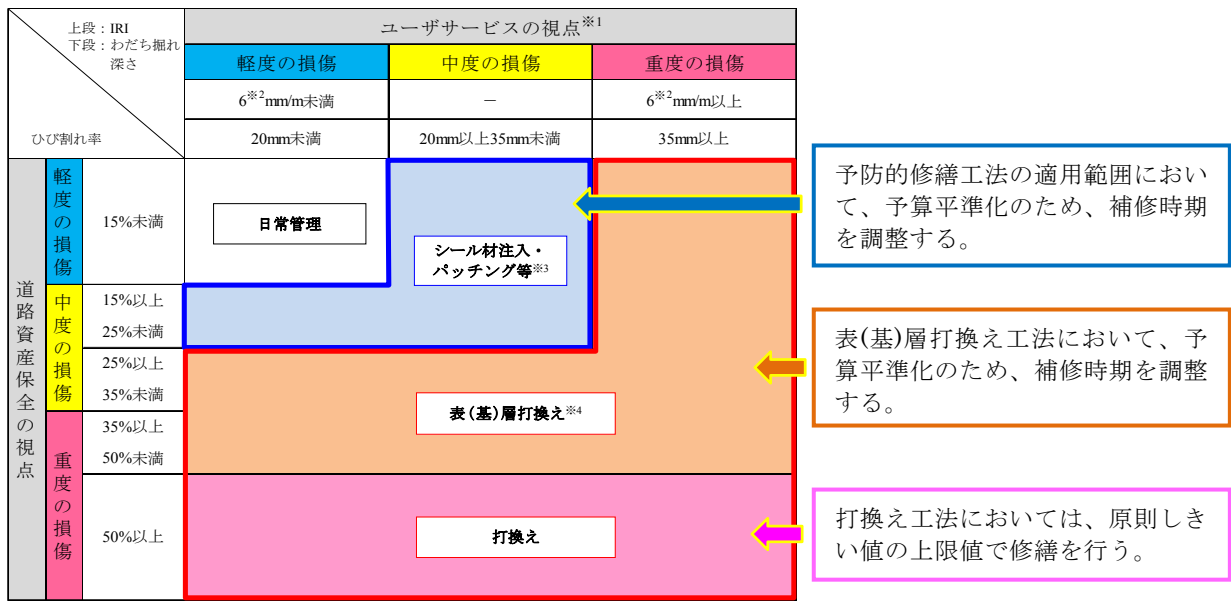 上段：IRI
下段：わだち掘れ
深さ
ひび割れ率
ユーザサービスの視点※1
軽度の損傷
中度の損傷
重度の損傷
6※2mm/m未満
－
6※2mm/m以上
20mm未満
20mm以上35mm未満
35mm以上
道路資産保全の視点
軽度の損傷
15%未満
日常管理
シール材注入・
パッチング等※3
中度の損傷
15%以上
25%未満
25%以上
35%未満
表(基)層打換え※4
重度の損傷
35%以上
50%未満
50%以上
打換え
予防的修繕工法の適用範囲におい
て、予算平準化のため、補修時期
を調整する。
表(基)層打換え工法において、予
算平準化のため、補修時期を調整
する。
打換え工法においては、原則しき
い値の上限値で修繕を行う。